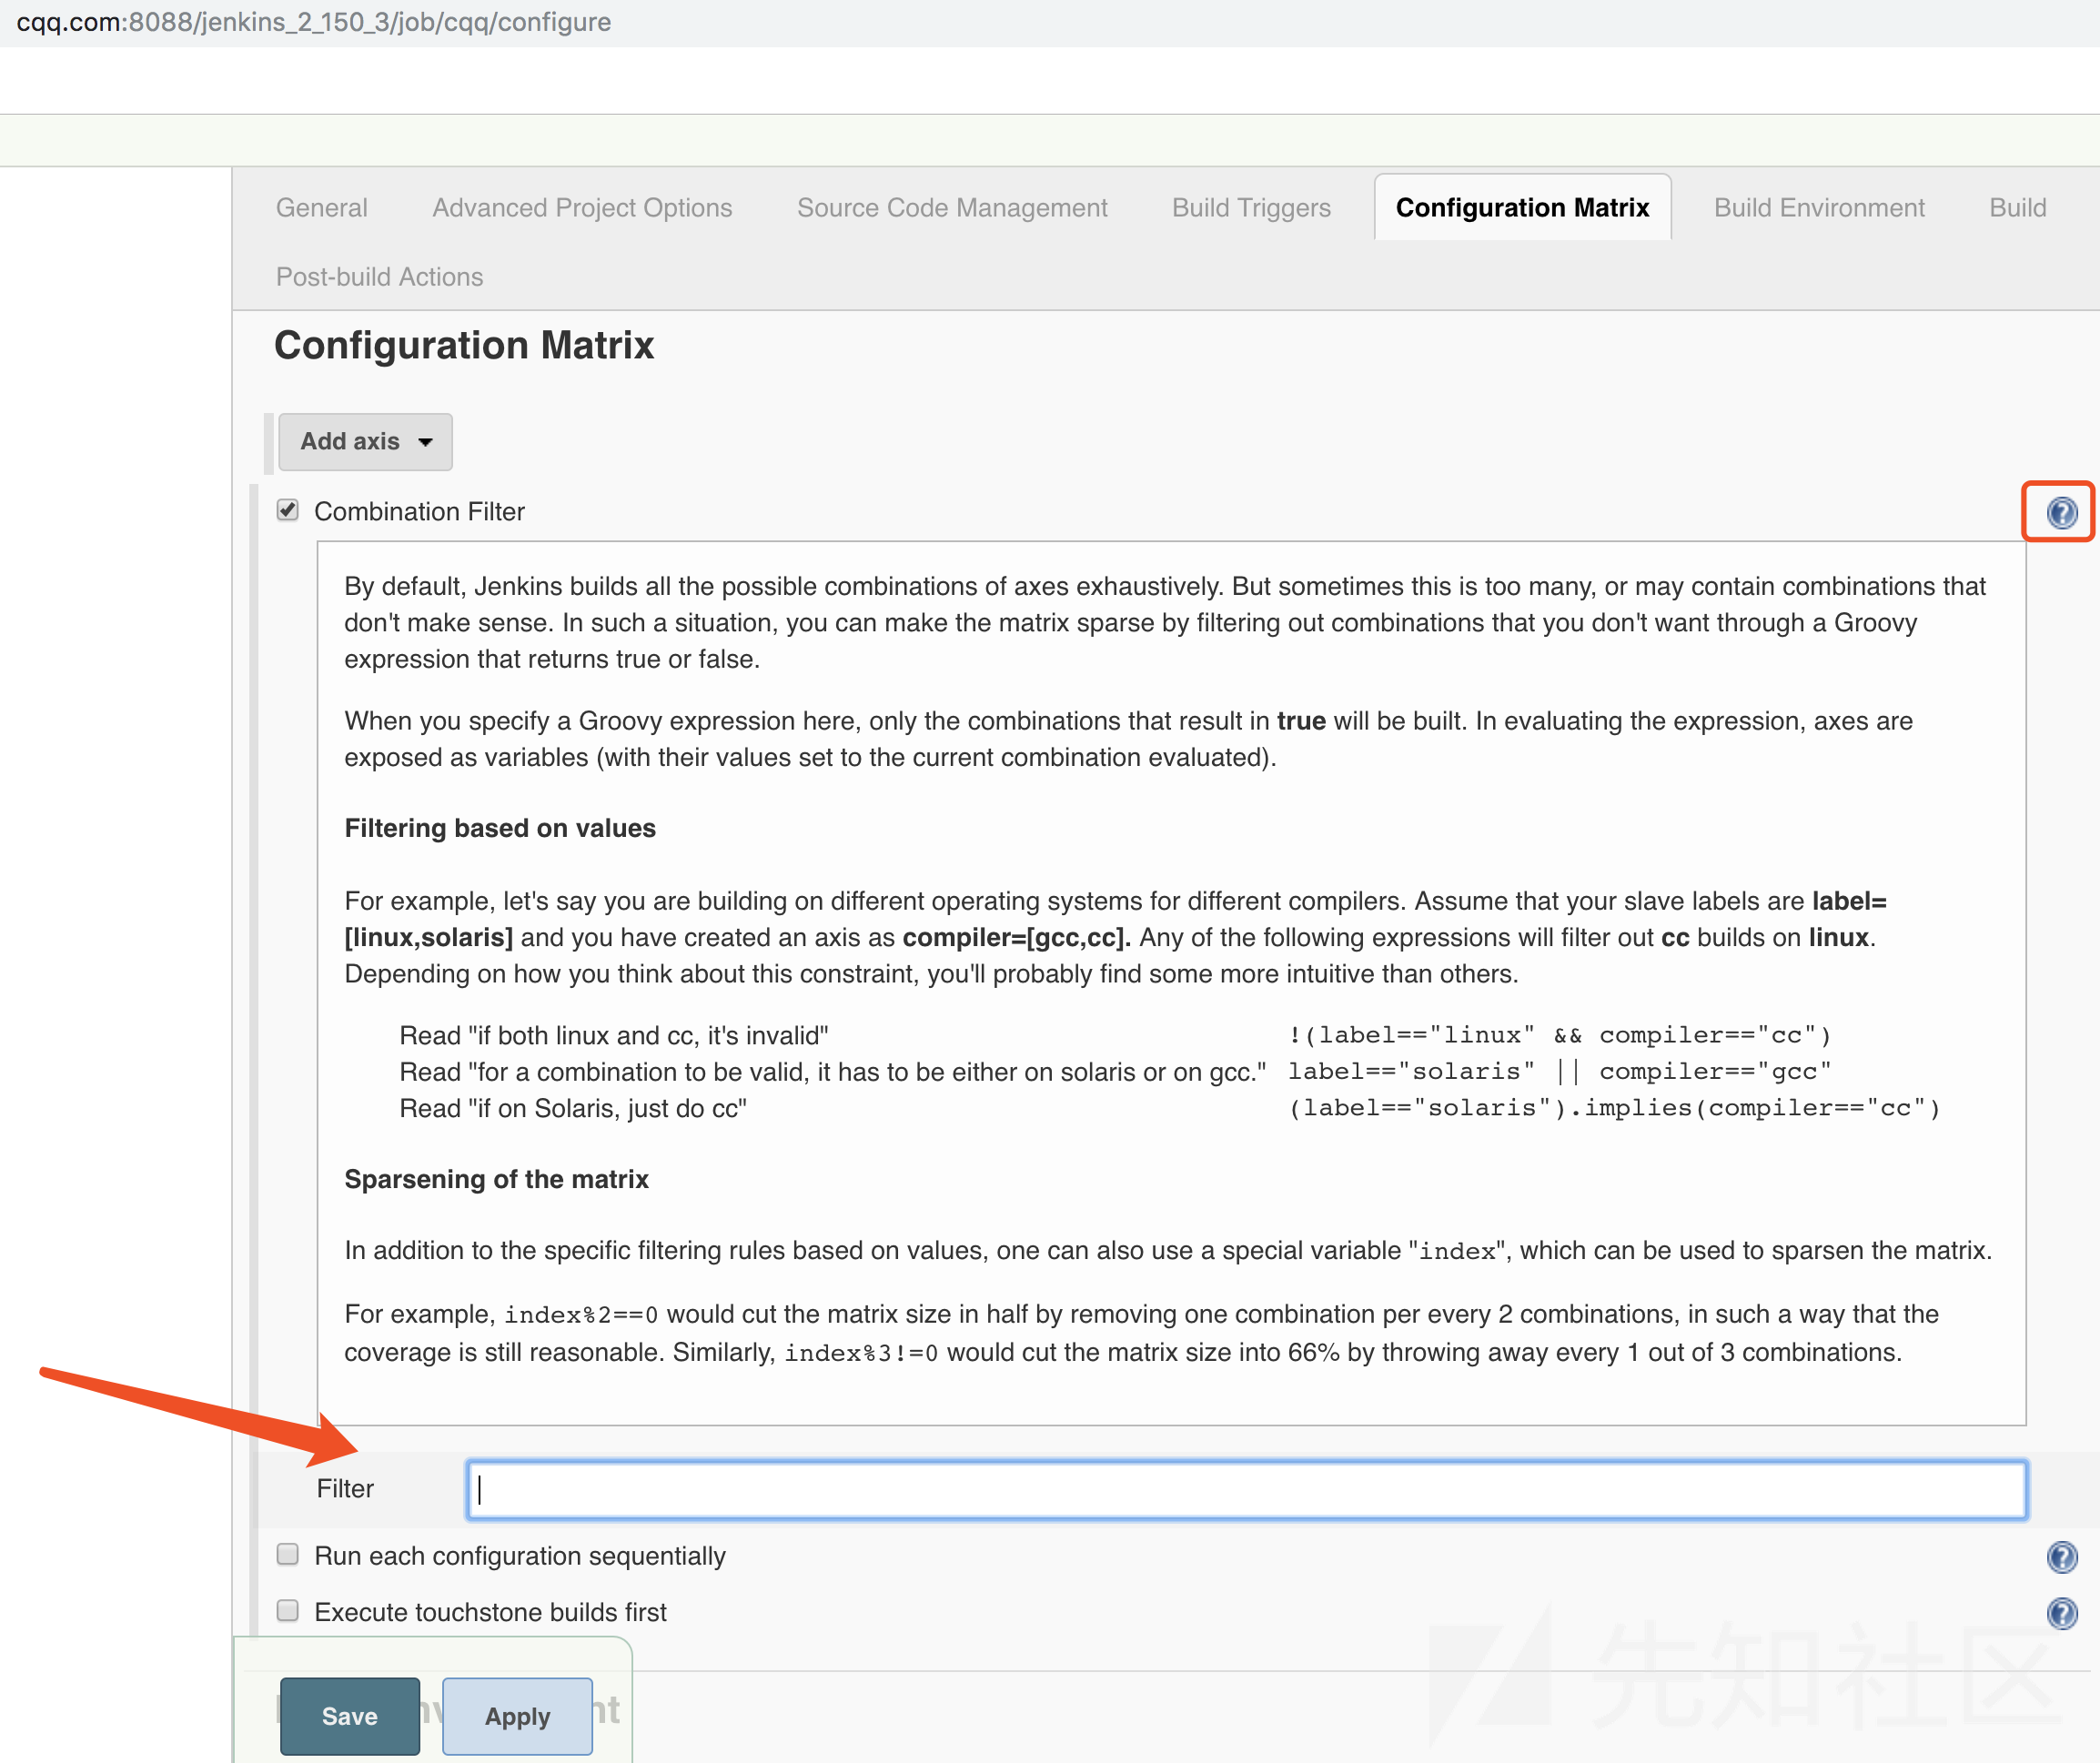 cqq.com:8088/jenkins_2_150_3/job/cqq/configure
General Advanced Project Options Source Code Management Build Triggers Configuration Matrix Build Environment Build
Post-build Actions
Configuration Matrix
Add axis
Combination Filter
By default, Jenkins builds all the possible combinations of axes exhaustively. But sometimes this is too many, or may contain combinations that
don't make sense. In such a situation, you can make the matrix sparse by filtering out combinations that you don't want through a Groovy
expression that returns true or false.
When you specify a Groovy expression here, only the combinations that result in true will be built. In evaluating the expression, axes are
exposed as variables (with their values set to the current combination evaluated).
Filtering based on values
For example, let's say you are building on different operating systems for different compilers. Assume that your slave labels are label=
[linux,solaris] and you have created an axis as compiler=[gcc,cc]. Any of the following expressions will filter out cc builds on linux.
Depending on how you think about this constraint, you'll probably find some more intuitive than others.
Read "if both linux and cc, it's invalid" !(label=="linux" && compiler=="cc")
Read "for a combination to be valid, it has to be either on solaris or on gcc." label=="solaris" || compiler=="gcc"
Read "if on Solaris, just do cc" (label=="solaris").implies(compiler=="cc")
Sparsening of the matrix
In addition to the specific filtering rules based on values, one can also use a special variable "index", which can be used to sparsen the matrix.
For example, index%2==0 would cut the matrix size in half by removing one combination per every 2 combinations, in such a way that the
coverage is still reasonable. Similarly, index%3!=0 would cut the matrix size into 66% by throwing away every 1 out of 3 combinations.
Filter
Run each configuration sequentially
Execute touchstone builds first
Save Apply
先知社区